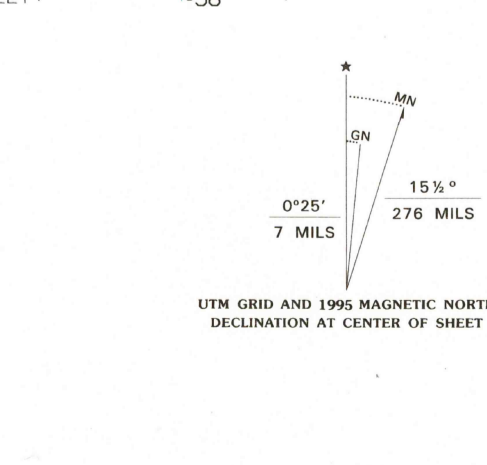 ★
MN
GN
0°25′
15½°
7 MILS
276 MILS
UTM GRID AND 1995 MAGNETIC NORT
DECLINATION AT CENTER OF SHEET